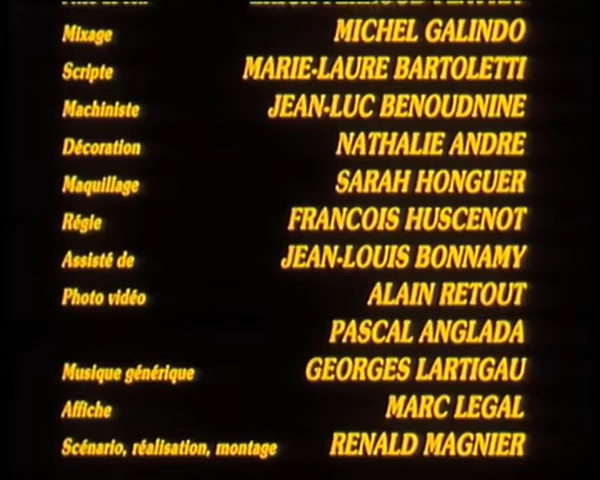 Mixage MICHEL GALINDO
Scripte MARIE-LAURE BARTOLETTI
Machiniste JEAN-LUC BENOUDNINE
Décoration NATHALIE ANDRE
Maquillage SARAH HONGUER
Régie FRANCOIS HUSCENOT
Assisté de JEAN-LOUIS BONNAMY
Photo vidéo ALAIN RETOUT
PASCAL ANGLADA
Musique générique GEORGES LARTIGAU
Affiche MARC LEGAL
Scénario, réalisation, montage RENALD MAGNIER